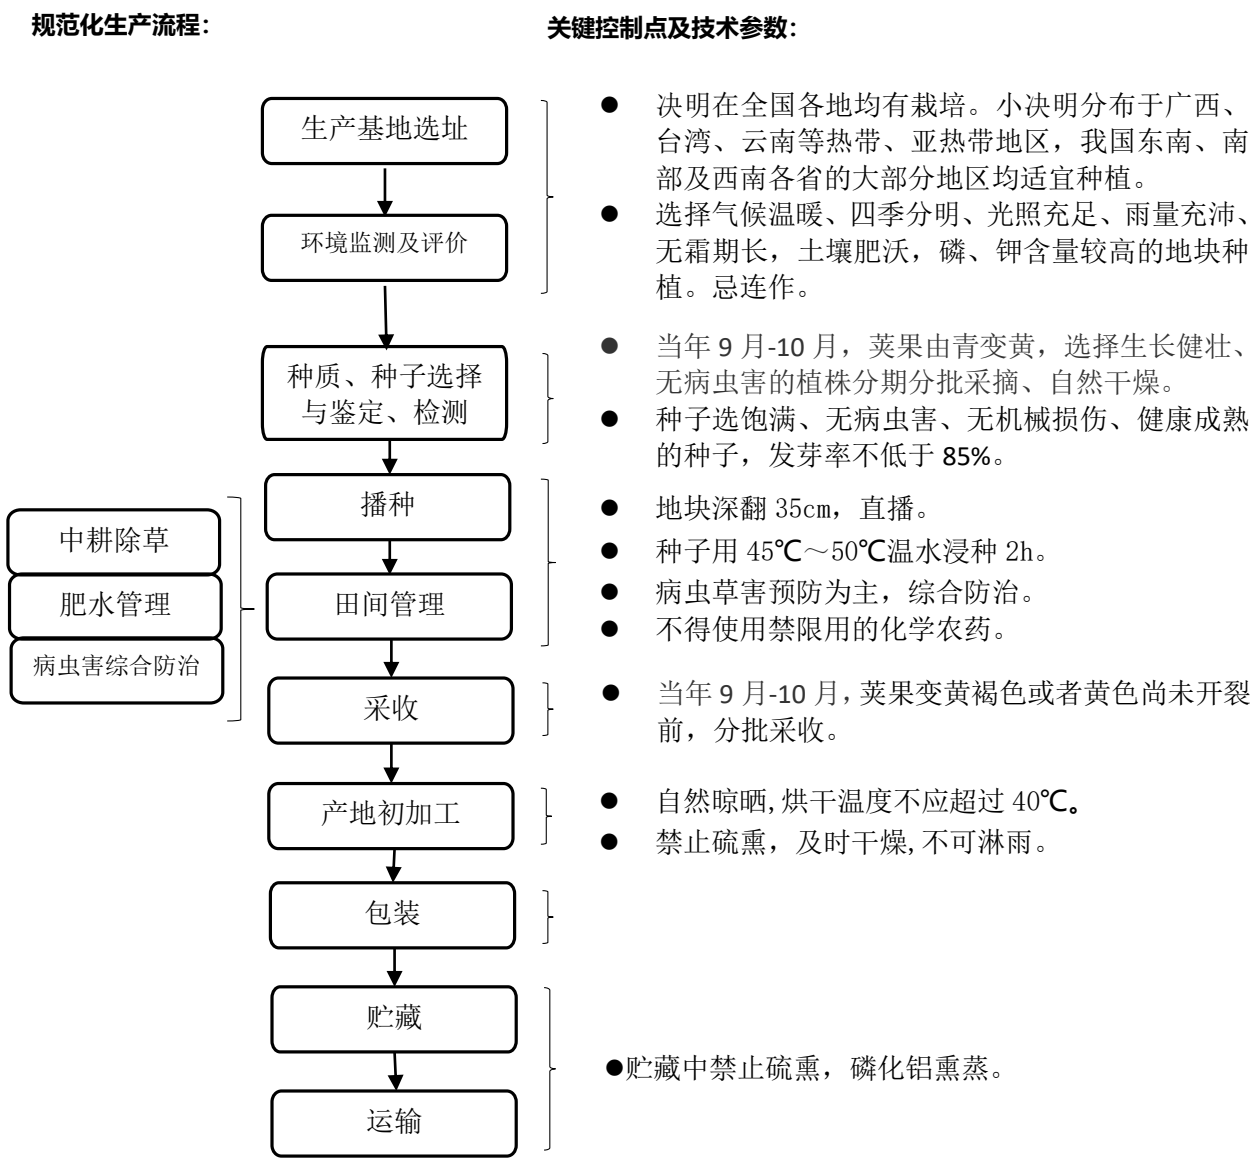 规范化生产流程：
关键控制点及技术参数：
生产基地选址
环境监测及评价
● 决明在全国各地均有栽培。小决明分布于广西、
台湾、云南等热带、亚热带地区，我国东南、南
部及西南各省的大部分地区均适宜种植。
● 选择气候温暖、四季分明、光照充足、雨量充沛、
无霜期长，土壤肥沃，磷、钾含量较高的地块种
植。忌连作。
种质、种子选择
与鉴定、检测
● 当年 9 月-10 月，荚果由青变黄，选择生长健壮、
无病虫害的植株分期分批采摘、自然干燥。
● 种子选饱满、无病虫害、无机械损伤、健康成熟
的种子，发芽率不低于 85%。
播种
田间管理
中耕除草
肥水管理
病虫害综合防治
● 地块深翻 35cm，直播。
● 种子用 45℃～50℃温水浸种 2h。
● 病虫草害预防为主，综合防治。
● 不得使用禁限用的化学农药。
采收
● 当年 9 月-10 月，荚果变黄褐色或者黄色尚未开裂
前，分批采收。
产地初加工
● 自然晾晒,烘干温度不应超过 40℃。
● 禁止硫熏，及时干燥,不可淋雨。
包装
贮藏
运输
●贮藏中禁止硫熏，磷化铝熏蒸。